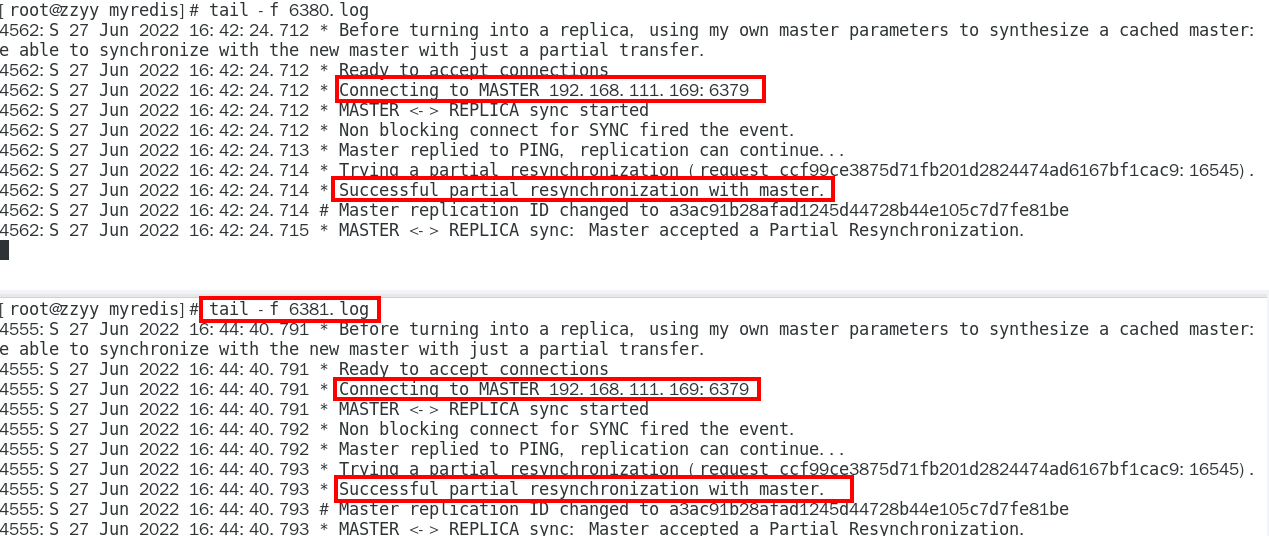 [root@zzyy myredis]# tail -f 6380.log
4562:S 27 Jun 2022 16:42:24.712 * Before turning into a replica, using my own master parameters to synthesize a cached master:
e able to synchronize with the new master with just a partial transfer.
4562:S 27 Jun 2022 16:42:24.712 * Ready to accept connections
4562:S 27 Jun 2022 16:42:24.712 * Connecting to MASTER 192.168.111.169:6379
4562:S 27 Jun 2022 16:42:24.712 * MASTER <-> REPLICA sync started
4562:S 27 Jun 2022 16:42:24.712 * Non blocking connect for SYNC fired the event.
4562:S 27 Jun 2022 16:42:24.713 * Master replied to PING, replication can continue...
4562:S 27 Jun 2022 16:42:24.714 * Trying a partial resynchronization (request ccf99ce3875d71fb201d2824474ad6167bf1cac9:16545).
4562:S 27 Jun 2022 16:42:24.714 * Successful partial resynchronization with master.
4562:S 27 Jun 2022 16:42:24.714 # Master replication ID changed to a3ac91b28afad1245d44728b44e105c7d7fe81be
4562:S 27 Jun 2022 16:42:24.715 * MASTER <-> REPLICA sync: Master accepted a Partial Resynchronization.
[root@zzyy myredis]# tail -f 6381.log
4555:S 27 Jun 2022 16:44:40.791 * Before turning into a replica, using my own master parameters to synthesize a cached master:
e able to synchronize with the new master with just a partial transfer.
4555:S 27 Jun 2022 16:44:40.791 * Ready to accept connections
4555:S 27 Jun 2022 16:44:40.791 * Connecting to MASTER 192.168.111.169:6379
4555:S 27 Jun 2022 16:44:40.791 * MASTER <-> REPLICA sync started
4555:S 27 Jun 2022 16:44:40.792 * Non blocking connect for SYNC fired the event.
4555:S 27 Jun 2022 16:44:40.792 * Master replied to PING, replication can continue...
4555:S 27 Jun 2022 16:44:40.793 * Trying a partial resynchronization (request ccf99ce3875d71fb201d2824474ad6167bf1cac9:16545).
4555:S 27 Jun 2022 16:44:40.793 * Successful partial resynchronization with master.
4555:S 27 Jun 2022 16:44:40.793 # Master replication ID changed to a3ac91b28afad1245d44728b44e105c7d7fe81be
4555:S 27 Jun 2022 16:44:40.793 * MASTER <-> REPLICA sync: Master accepted a Partial Resynchronization.